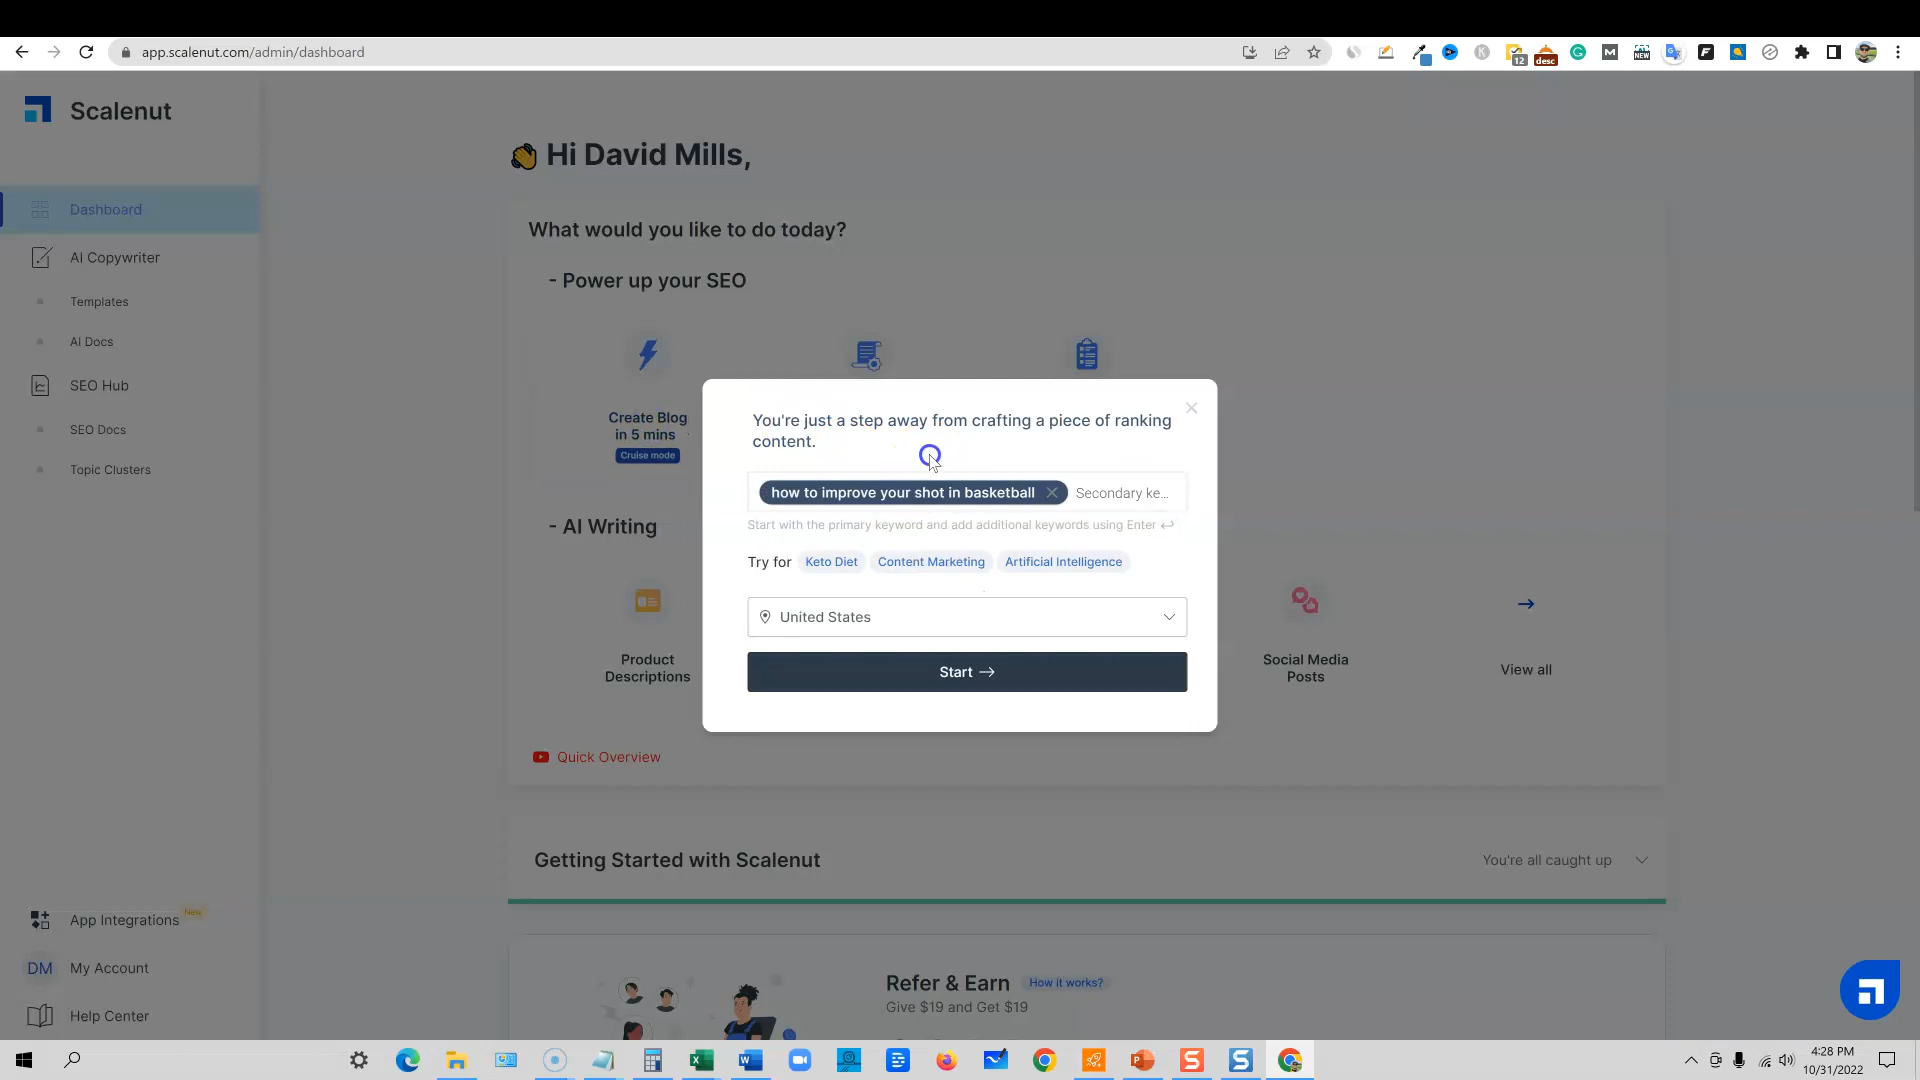 app.scalenut.com/admin/dashboard
12
desc
NEW
Scalenut
Hi David Mills,
Dashboard
What would you like to do today?
AI Copywriter
- Power up your SEO
Templates
AI Docs
SEO Hub
You're just a step away from crafting a piece of ranking
content.
Create Blog
in 5 mins
Cruise mode
SEO Docs
Topic Clusters
how to improve your shot in basketball
Secondary ke...
Start with the primary keyword and add additional keywords using Enter
- AI Writing
Try for
Keto Diet
Content Marketing
Artificial Intelligence
United States
Product
Descriptions
Start
Social Media
Posts
View all
Quick Overview
Getting Started with Scalenut
You're all caught up
App Integrations
New
DM
My Account
Refer & Earn
How it works?
Give $19 and Get $19
Help Center
4:28 PM
10/31/2022